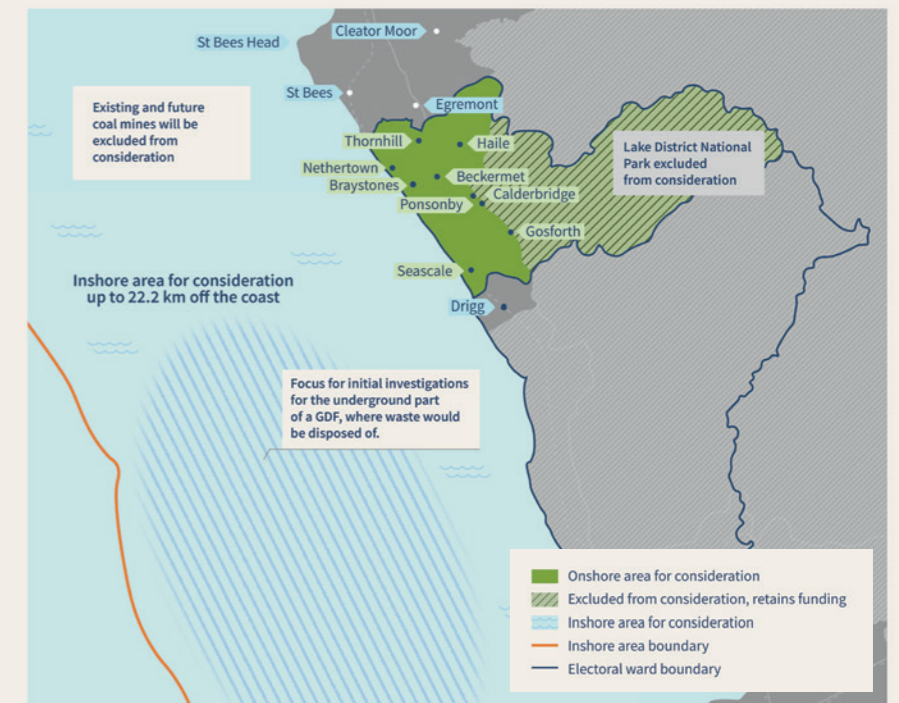 Cleator Moor
St Bees Head
St Bees
Egremont
Existing and future
coal mines will be
excluded from
consideration
Thornhill
Haile
Lake District National
Park excluded
from consideration
Nethertown
Beckermet
Braystones
Calderbridge
Ponsonby
Gosforth
Seascale
Inshore area for consideration
up to 22.2 km off the coast
Drigg
Focus for initial investigations
for the underground part
of a GDF, where waste would
be disposed of.
Onshore area for consideration
Excluded from consideration, retains funding
Inshore area for consideration
Inshore area boundary
Electoral ward boundary